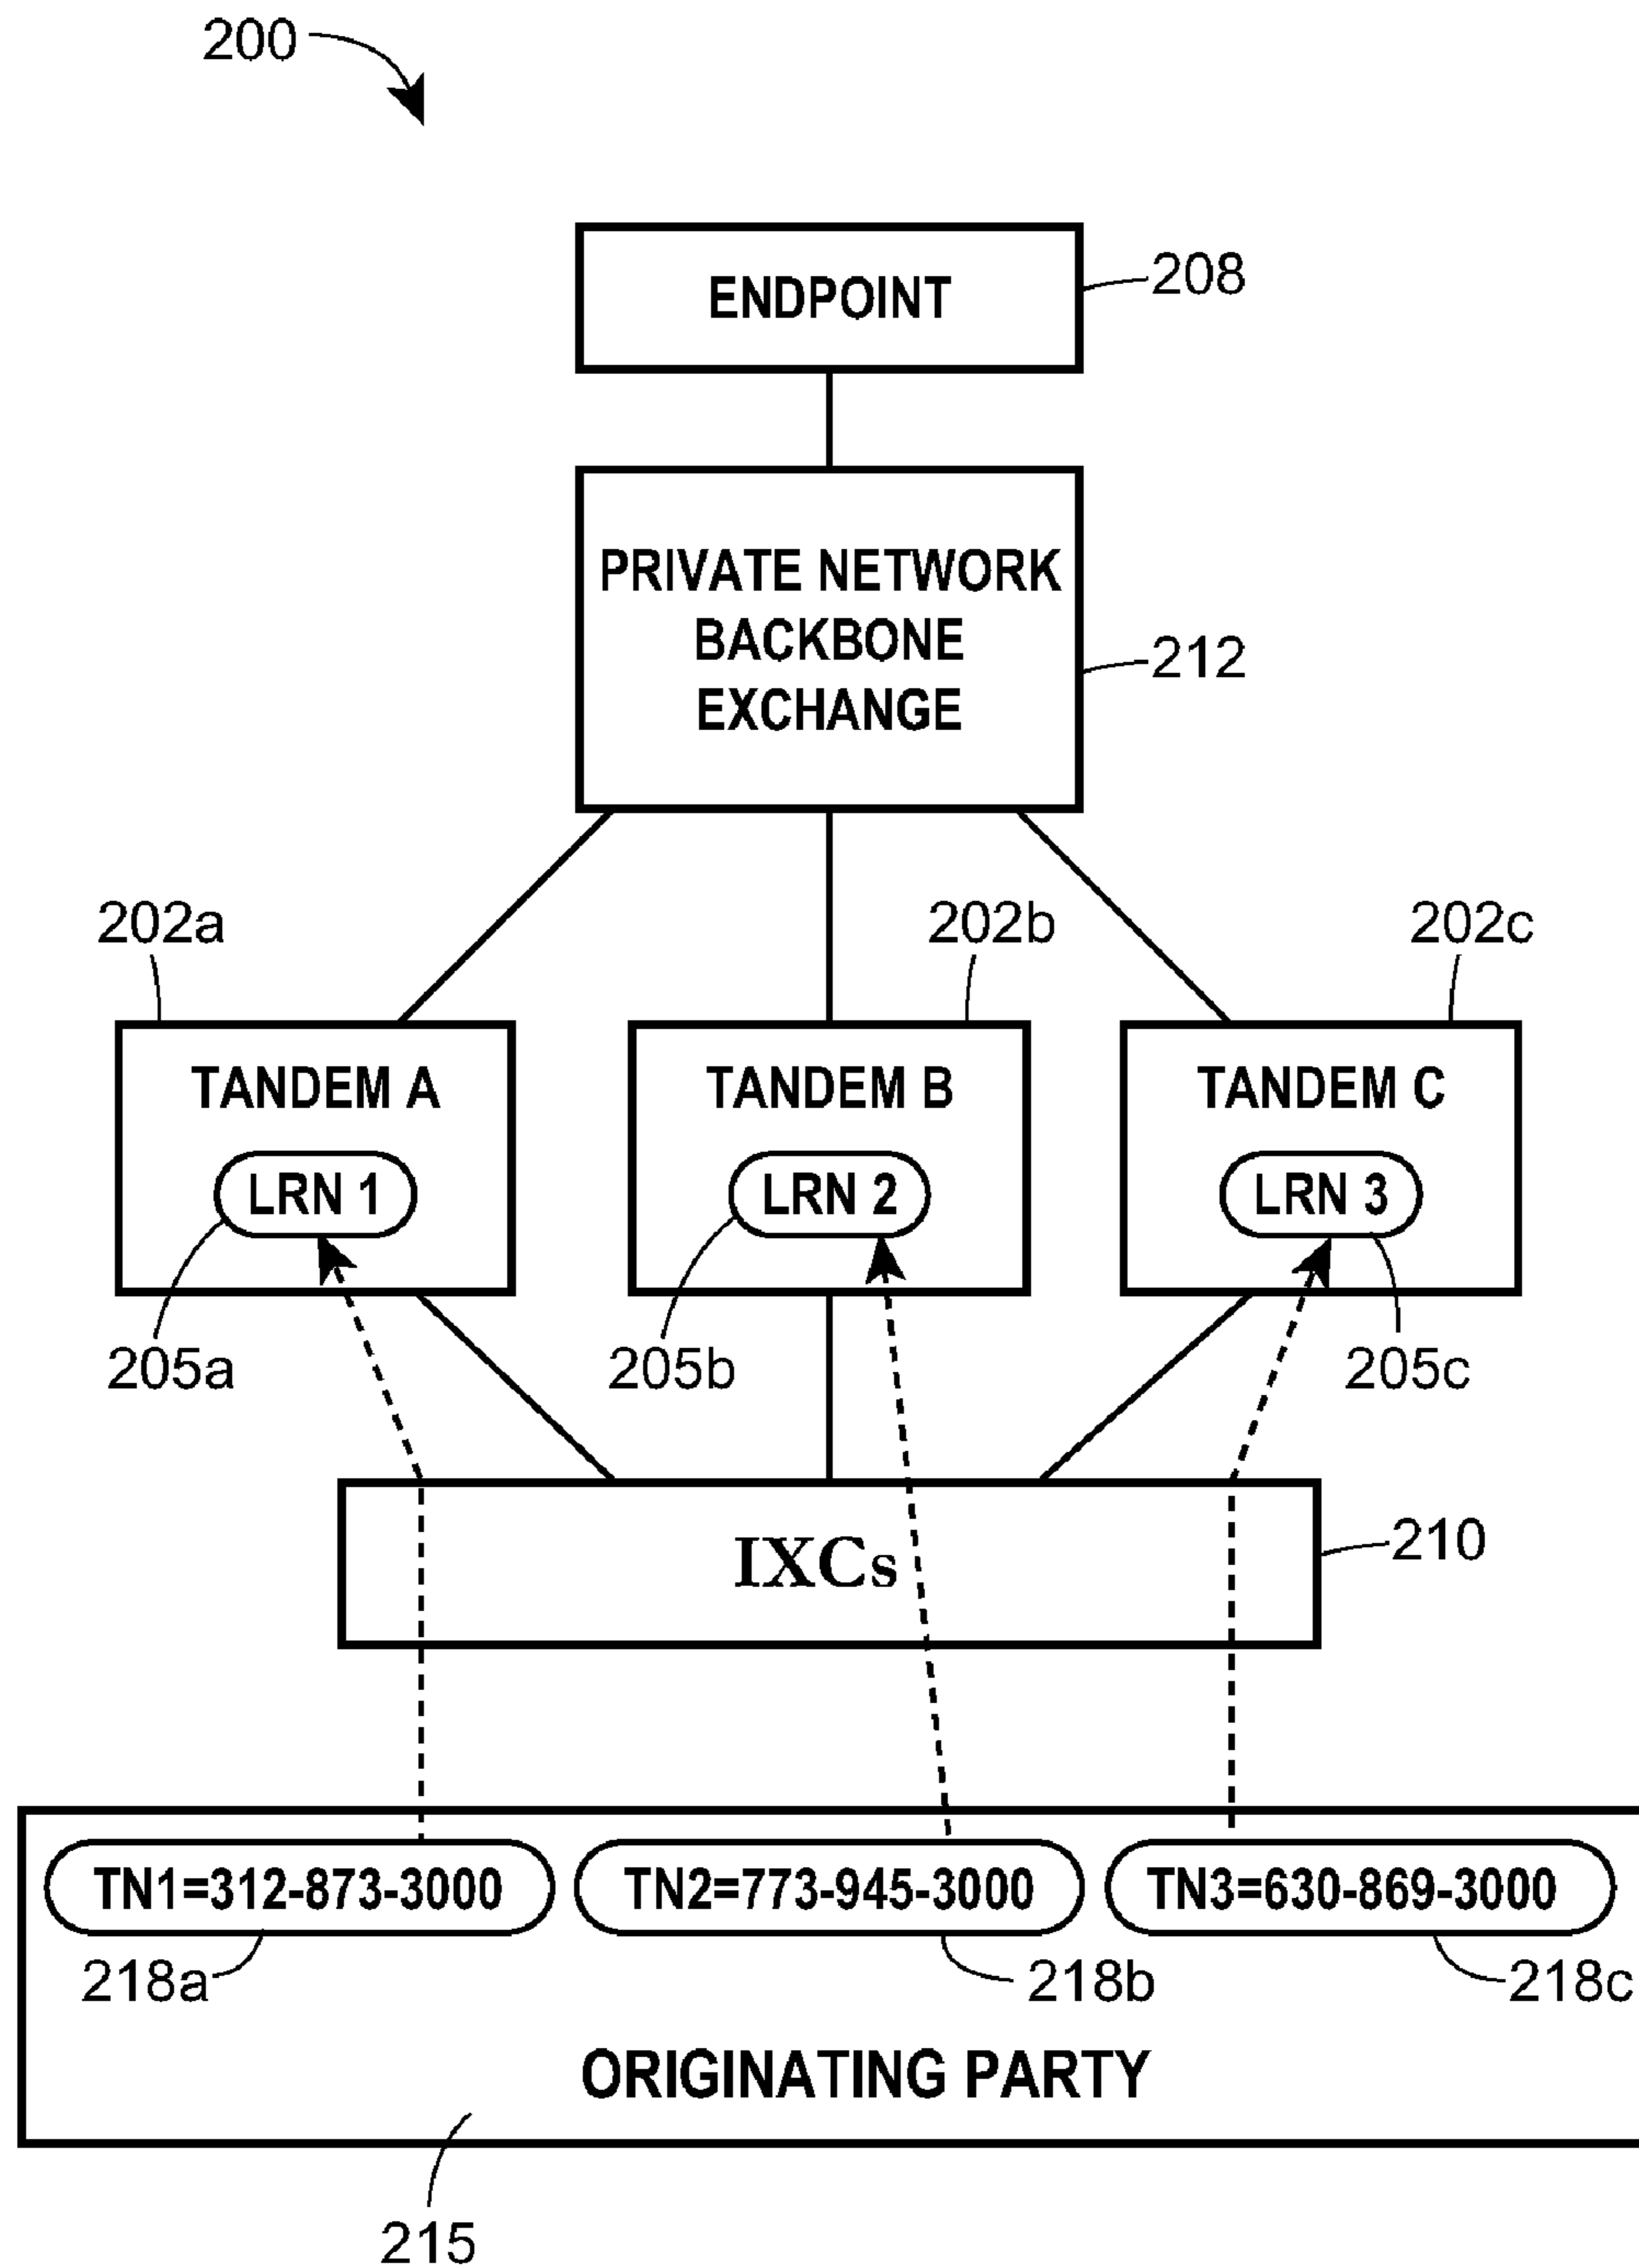 200
ENDPOINT
208
PRIVATE NETWORK
BACKBONE
EXCHANGE
212
202a
202b
202c
TANDEM A
TANDEM B
TANDEM C
LRN 1
LRN 2
LRN 3
205a
205b
205c
IXCs
210
TN1=312-873-3000
TN2=773-945-3000
TN3=630-869-3000
218a
218b
218c
ORIGINATING PARTY
215